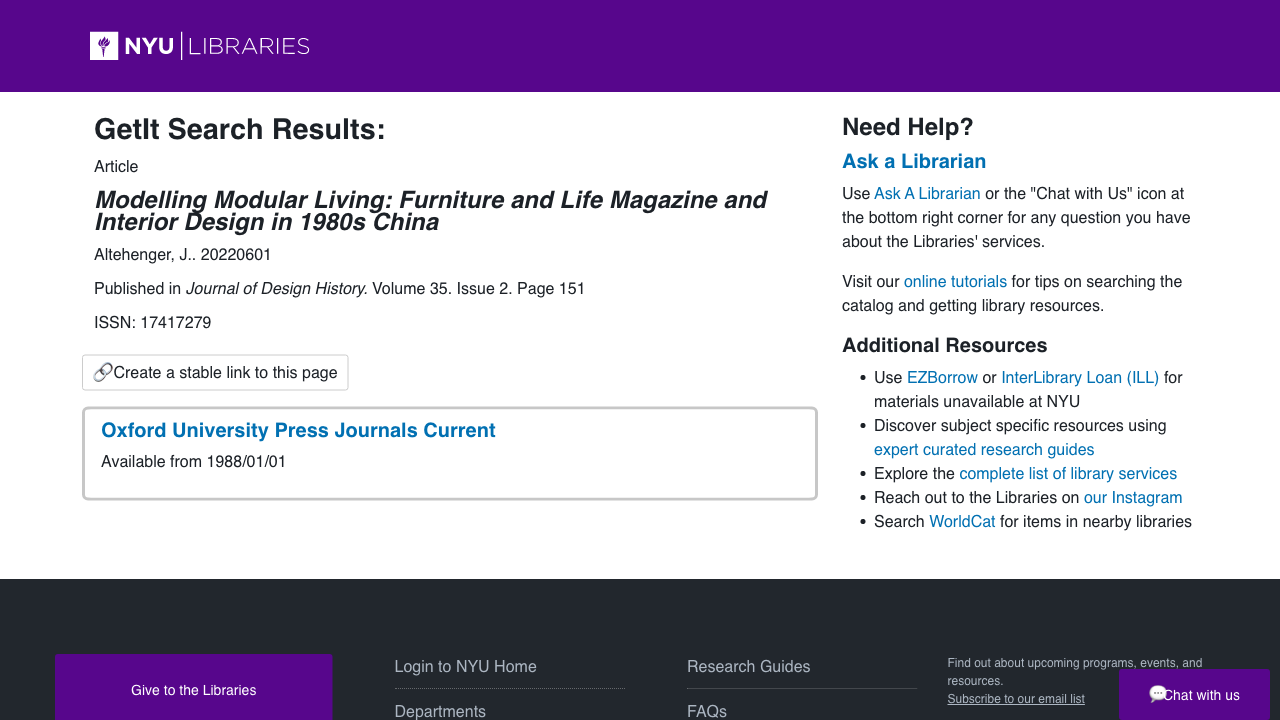 NYU LIBRARIES
GetIt Search Results:
Article
Modelling Modular Living: Furniture and Life Magazine and
Interior Design in 1980s China
Altehenger, J.. 20220601
Published in Journal of Design History. Volume 35. Issue 2. Page 151
ISSN: 17417279
Create a stable link to this page
Oxford University Press Journals Current
Available from 1988/01/01
Need Help?
Ask a Librarian
Use Ask A Librarian or the "Chat with Us" icon at
the bottom right corner for any question you have
about the Libraries' services.
Visit our online tutorials for tips on searching the
catalog and getting library resources.
Additional Resources
• Use EZBorrow or InterLibrary Loan (ILL) for
materials unavailable at NYU
• Discover subject specific resources using
expert curated research guides
• Explore the complete list of library services
• Reach out to the Libraries on our Instagram
• Search WorldCat for items in nearby libraries
Give to the Libraries
Login to NYU Home
Departments
Research Guides
FAQs
Find out about upcoming programs, events, and
resources.
Subscribe to our email list
Chat with us